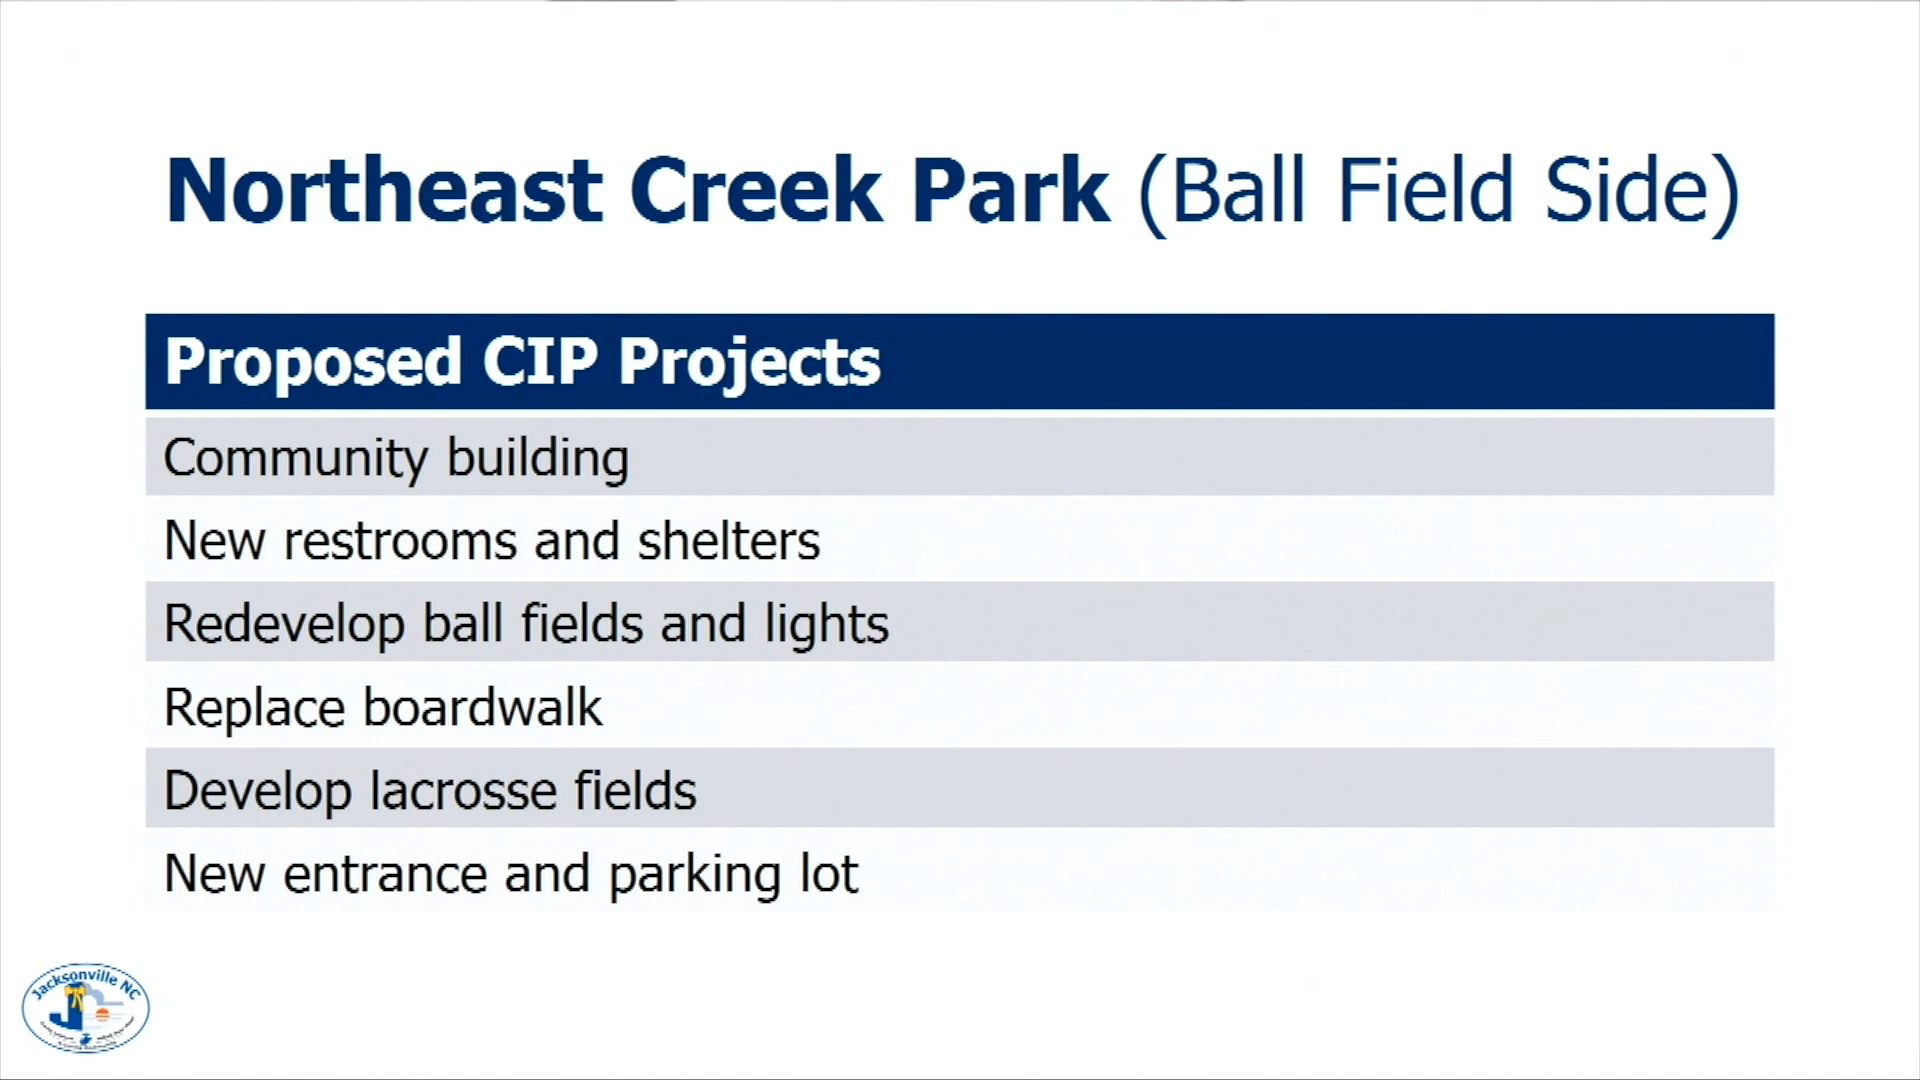 Northeast Creek Park (Ball Field Side)
Proposed CIP Projects
Community building
New restrooms and shelters
Redevelop ball fields and lights
Replace boardwalk
Develop lacrosse fields
New entrance and parking lot
Jacksonville NC